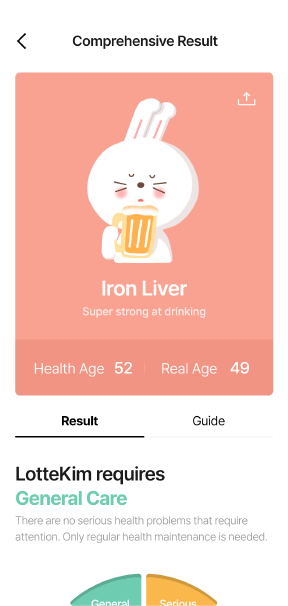 Comprehensive Result
Iron Liver
Super strong at drinking
Health Age 52 Real Age 49
Result Guide
LotteKim requires
General Care
There are no serious health problems that require
attention. Only regular health maintenance is needed.
General Serious